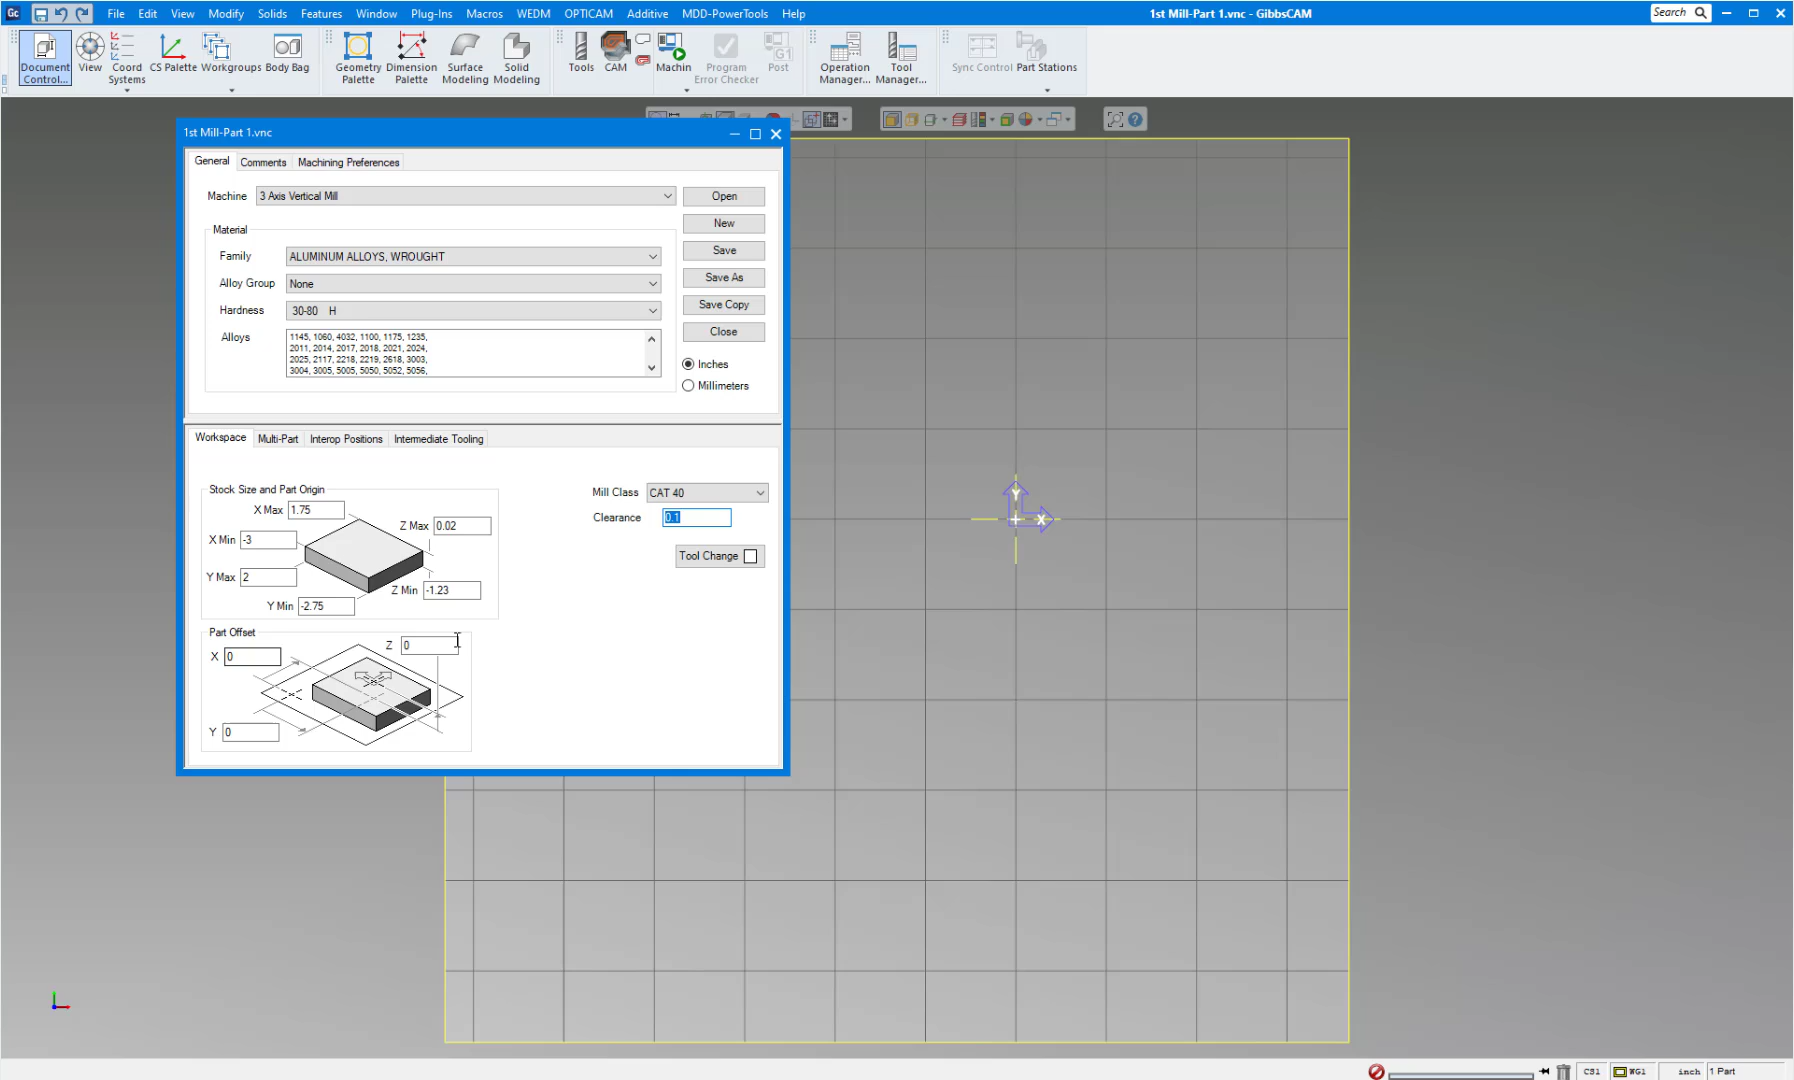 Gc File Edit View Modify Solids Features Window Plug-Ins Macros WEDM OPTICAM Additive MDD-PowerTools Help 1st Mill-Part 1.vnc - GibbsCAM Search
Document Control... View Coord Systems CS Palette Workgroups Body Bag Geometry Palette Dimension Palette Surface Modeling Solid Modeling Tools CAM Machin Program Error Checker Post Operation Manager... Tool Manager... Sync Control Part Stations
G1
1st Mill-Part 1.vnc
General Comments Machining Preferences
Machine 3 Axis Vertical Mill Open
New
Material
Save
Family ALUMINUM ALLOYS, WROUGHT
Save As
Alloy Group None
Save Copy
Hardness 30-80 H
Close
Alloys 1145, 1060, 4032, 1100, 1175, 1235,
2011, 2014, 2017, 2018, 2021, 2024,
2025, 2117, 2218, 2219, 2618, 3003,
3004, 3005, 5005, 5050, 5052, 5056,
Inches
Millimeters
Workspace Multi-Part Interop Positions Intermediate Tooling
Stock Size and Part Origin
Mill Class CAT 40
X Max 1.75
Clearance 0.1
Z Max 0.02
X Min -3
Tool Change
Y Max 2
Z Min -1.23
Y Min -2.75
Part Offset
Z 0
X 0
Y 0
Y
X
CS1 WG1 inch 1 Part